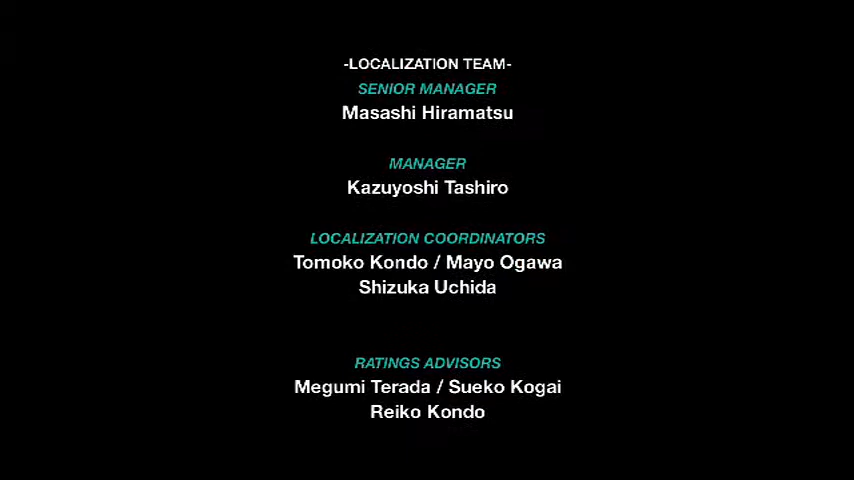 -LOCALIZATION TEAM-
SENIOR MANAGER
Masashi Hiramatsu
MANAGER
Kazuyoshi Tashiro
LOCALIZATION COORDINATORS
Tomoko Kondo / Mayo Ogawa
Shizuka Uchida
RATINGS ADVISORS
Megumi Terada / Sueko Kogai
Reiko Kondo